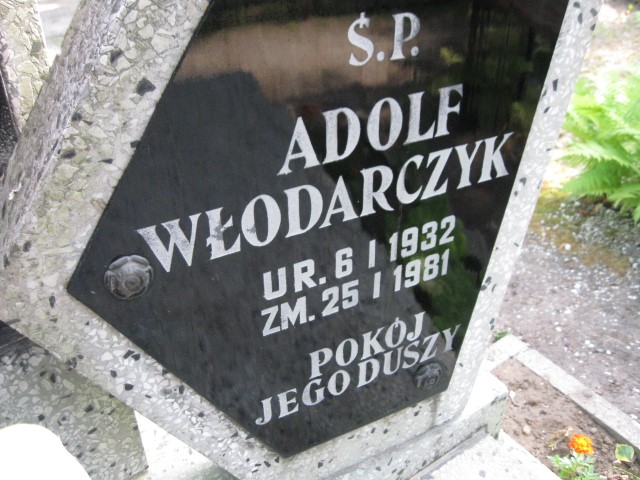 Ś.P.
ADOLF
WŁODARCZYK
UR. 6 I 1932
ZM. 25 I 1981
POKÓJ
JEGO DUSZY